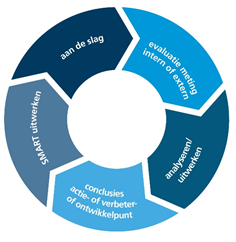 aan de slag
evaluatie meting
intern of extern
analyseren/
uitwerken
conclusies
actie- of verbeter-
of ontwikkelpunt
SMART uitwerken